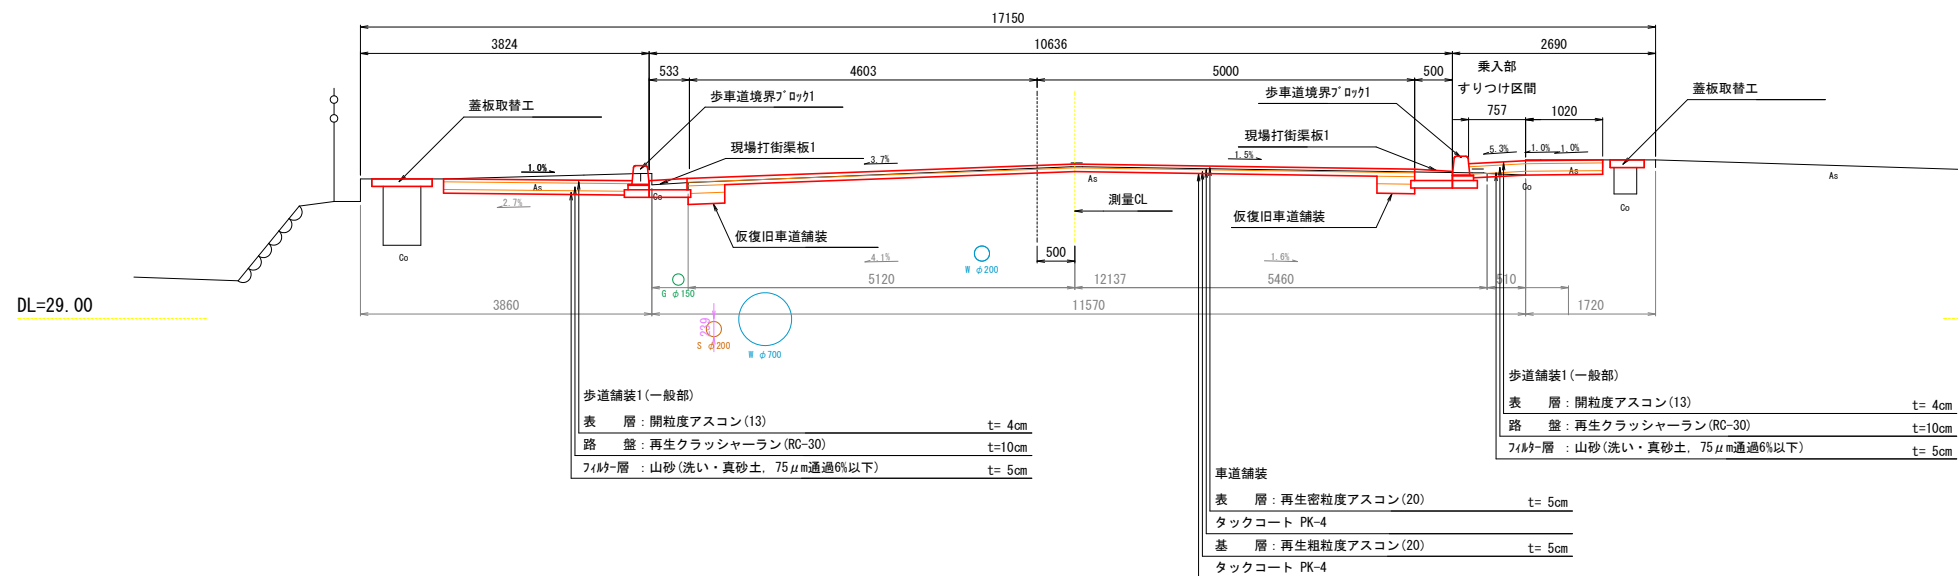 17150
3824
10636
2690
533
4603
5000
500
乗入部
すりつけ区間
757
1020
蓋板取替工
歩車道境界ブロック1
歩車道境界ブロック1
蓋板取替工
現場打街渠板1
現場打街渠板1
1.0%
3.7%
1.5%
5.3%
1.0%
1.0%
As
Co
As
Co
As
As
2.7%
測量CL
仮復旧車道舗装
仮復旧車道舗装
Co
Co
4.1%
500
1.6%
W φ200
G φ150
5120
12137
5460
510
DL=29.00
3860
11570
1720
239
S φ200
W φ700
歩道舗装1(一般部)
表　層：開粒度アスコン(13)　t= 4cm
路　盤：再生クラッシャーラン(RC-30)　t=10cm
フィルター層：山砂(洗い・真砂土, 75μm通過6%以下)　t= 5cm
歩道舗装1(一般部)
表　層：開粒度アスコン(13)　t= 4cm
路　盤：再生クラッシャーラン(RC-30)　t=10cm
フィルター層：山砂(洗い・真砂土, 75μm通過6%以下)　t= 5cm
車道舗装
表　層：再生密粒度アスコン(20)　t= 5cm
タックコート PK-4
基　層：再生粗粒度アスコン(20)　t= 5cm
タックコート PK-4